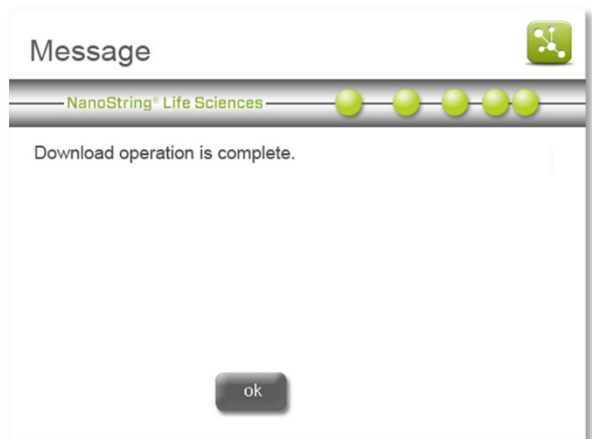 Message
NanoString® Life Sciences
Download operation is complete.
ok